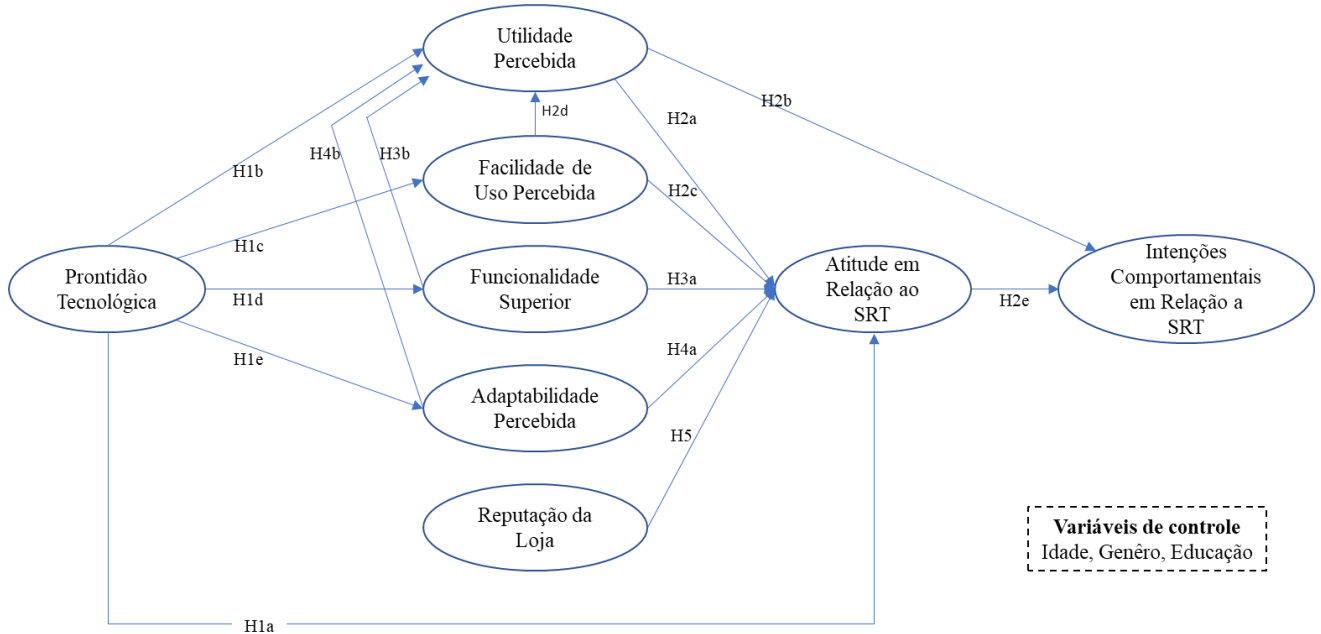 Utilidade
Percebida
H2b
H2d
H2a
H4b
H3b
H1b
Facilidade de
Uso Percebida
H2c
H1c
Prontidão
Tecnológica
H1d
Funcionalidade
Superior
H3a
Atitude em
Relação ao
SRT
H2e
Intenções
Comportamentais
em Relação a
SRT
H1e
H4a
Adaptabilidade
Percebida
H5
Reputação da
Loja
Variáveis de controle
Idade, Genêro, Educação
H1a